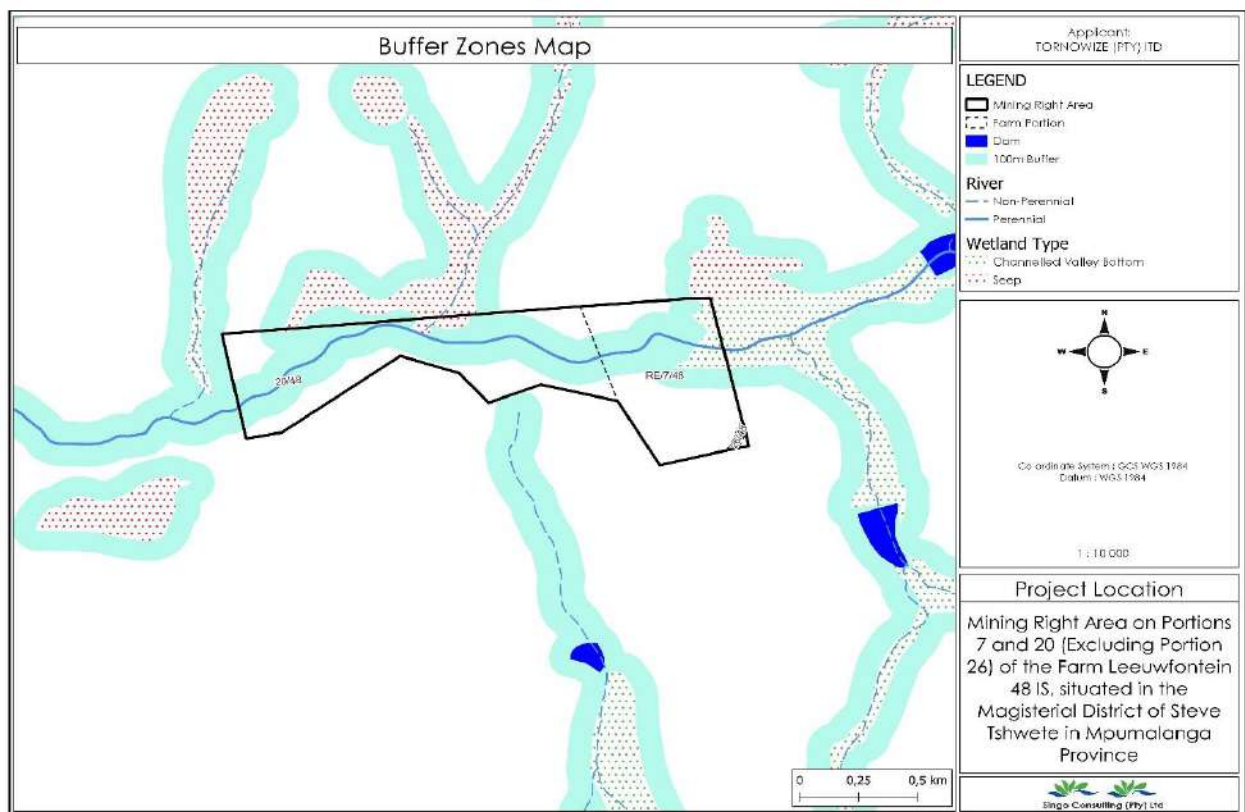 Buffer Zones Map
Applicant:
TORNOWIZE (PTY) lTD
LEGEND
Mining Right Area
Farm Portion
Dam
100m Buffer
River
Non-Perennial
Perennial
Wetland Type
Channelled Valley Bottom
Seep
20/48
RE/7/48
N
W
E
S
Co-ordinate System : GCS WGS 1984
Datum : WGS 1984
1 : 10 000
Project Location
Mining Right Area on Portions
7 and 20 (Excluding Portion
26) of the Farm Leeuwfontein
48 IS, situated in the
Magisterial District of Steve
Tshwete in Mpumalanga
Province
0 0,25 0,5 km
Singo Consulting (Pty) Ltd